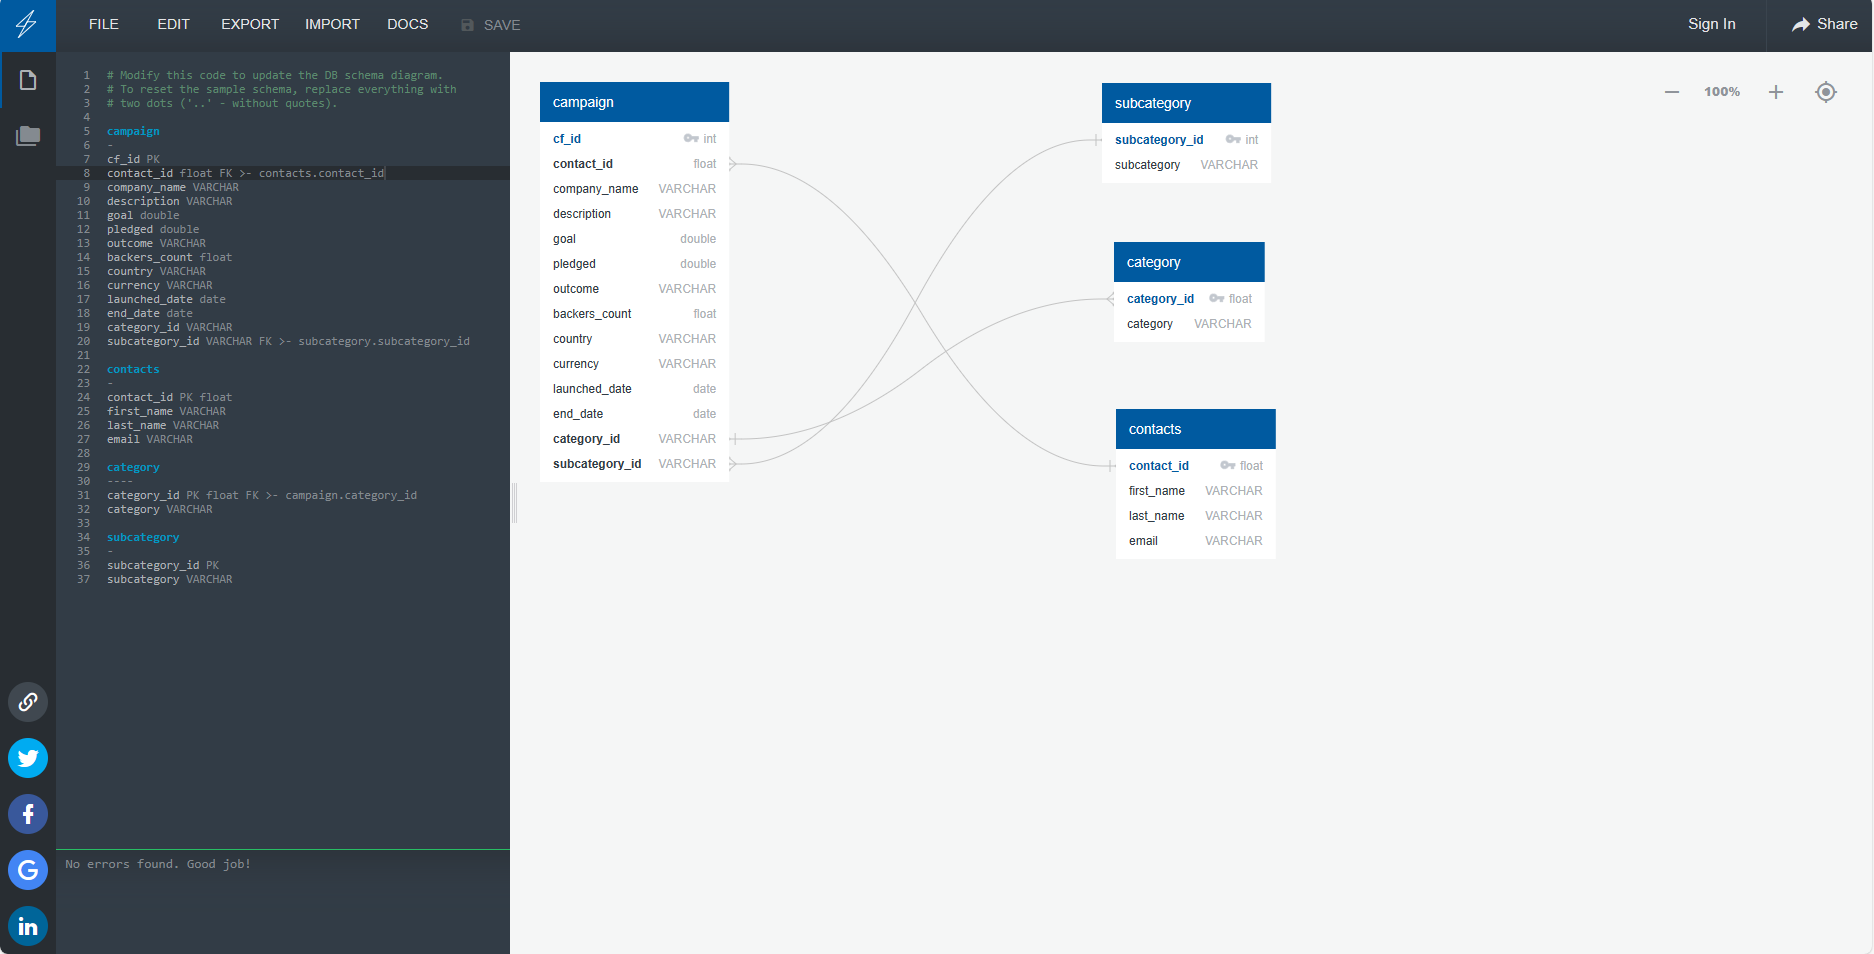 FILE EDIT EXPORT IMPORT DOCS SAVE Sign In Share
1 # Modify this code to update the DB schema diagram.
2 # To reset the sample schema, replace everything with
3 # two dots ('..' - without quotes).
4
5 campaign
6 -
7 cf_id PK
8 contact_id float FK >- contacts.contact_id
9 company_name VARCHAR
10 description VARCHAR
11 goal double
12 pledged double
13 outcome VARCHAR
14 backers_count float
15 country VARCHAR
16 currency VARCHAR
17 launched_date date
18 end_date date
19 category_id VARCHAR
20 subcategory_id VARCHAR FK >- subcategory.subcategory_id
21
22 contacts
23 -
24 contact_id PK float
25 first_name VARCHAR
26 last_name VARCHAR
27 email VARCHAR
28
29 category
30 ----
31 category_id PK float FK >- campaign.category_id
32 category VARCHAR
33
34 subcategory
35 -
36 subcategory_id PK
37 subcategory VARCHAR
No errors found. Good job!
campaign
cf_id int
contact_id float
company_name VARCHAR
description VARCHAR
goal double
pledged double
outcome VARCHAR
backers_count float
country VARCHAR
currency VARCHAR
launched_date date
end_date date
category_id VARCHAR
subcategory_id VARCHAR
subcategory
subcategory_id int
subcategory VARCHAR
category
category_id float
category VARCHAR
contacts
contact_id float
first_name VARCHAR
last_name VARCHAR
email VARCHAR
100%